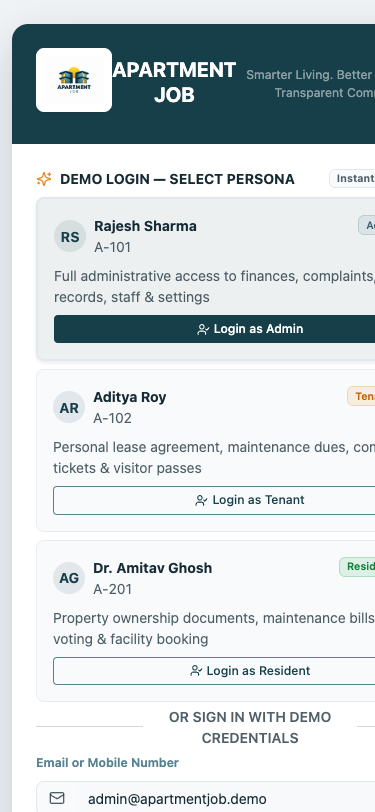 APARTMENT
JOB
APARTMENT
JOB
Smarter Living. Better
Transparent Com
DEMO LOGIN — SELECT PERSONA
Instant
RS
Rajesh Sharma
A-101
Full administrative access to finances, complaints,
records, staff & settings
Login as Admin
AR
Aditya Roy
A-102
Tena
Personal lease agreement, maintenance dues, con
tickets & visitor passes
Login as Tenant
AG
Dr. Amitav Ghosh
A-201
Resid
Property ownership documents, maintenance bills
voting & facility booking
Login as Resident
OR SIGN IN WITH DEMO
CREDENTIALS
Email or Mobile Number
admin@apartmentjob.demo